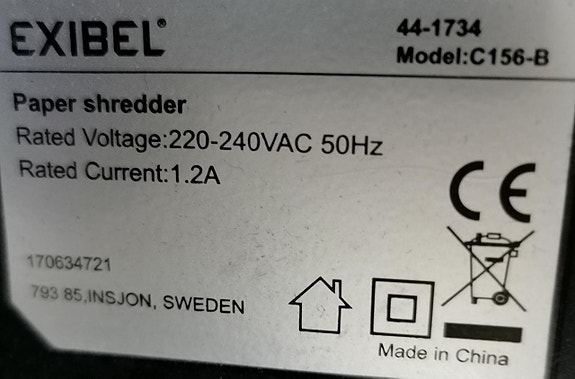 EXIBEL®
44-1734
Model:C156-B
Paper shredder
Rated Voltage:220-240VAC 50Hz
Rated Current:1.2A
CE
170634721
793 85,INSJON, SWEDEN
Made in China